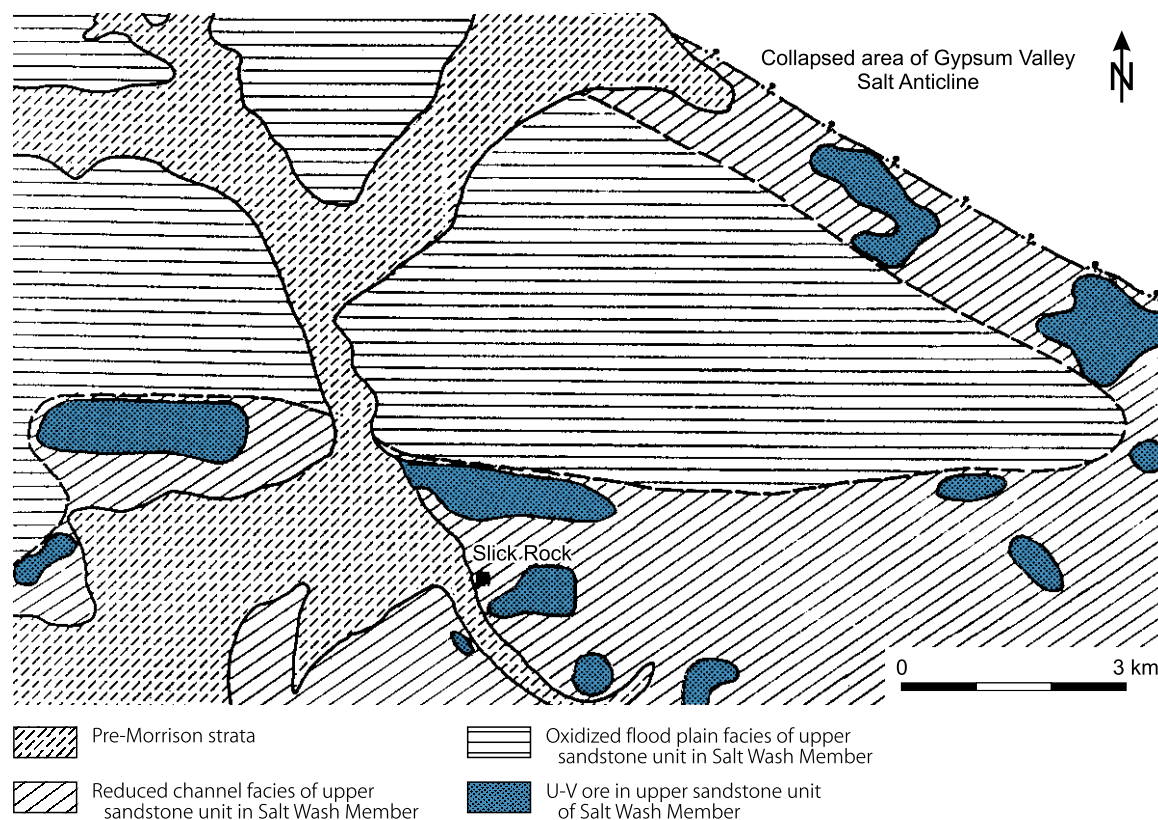 Collapsed area of Gypsum Valley
Salt Anticline
N
Slick Rock
0 3 km
Pre-Morrison strata
Reduced channel facies of upper
sandstone unit in Salt Wash Member
Oxidized flood plain facies of upper
sandstone unit in Salt Wash Member
U-V ore in upper sandstone unit
of Salt Wash Member